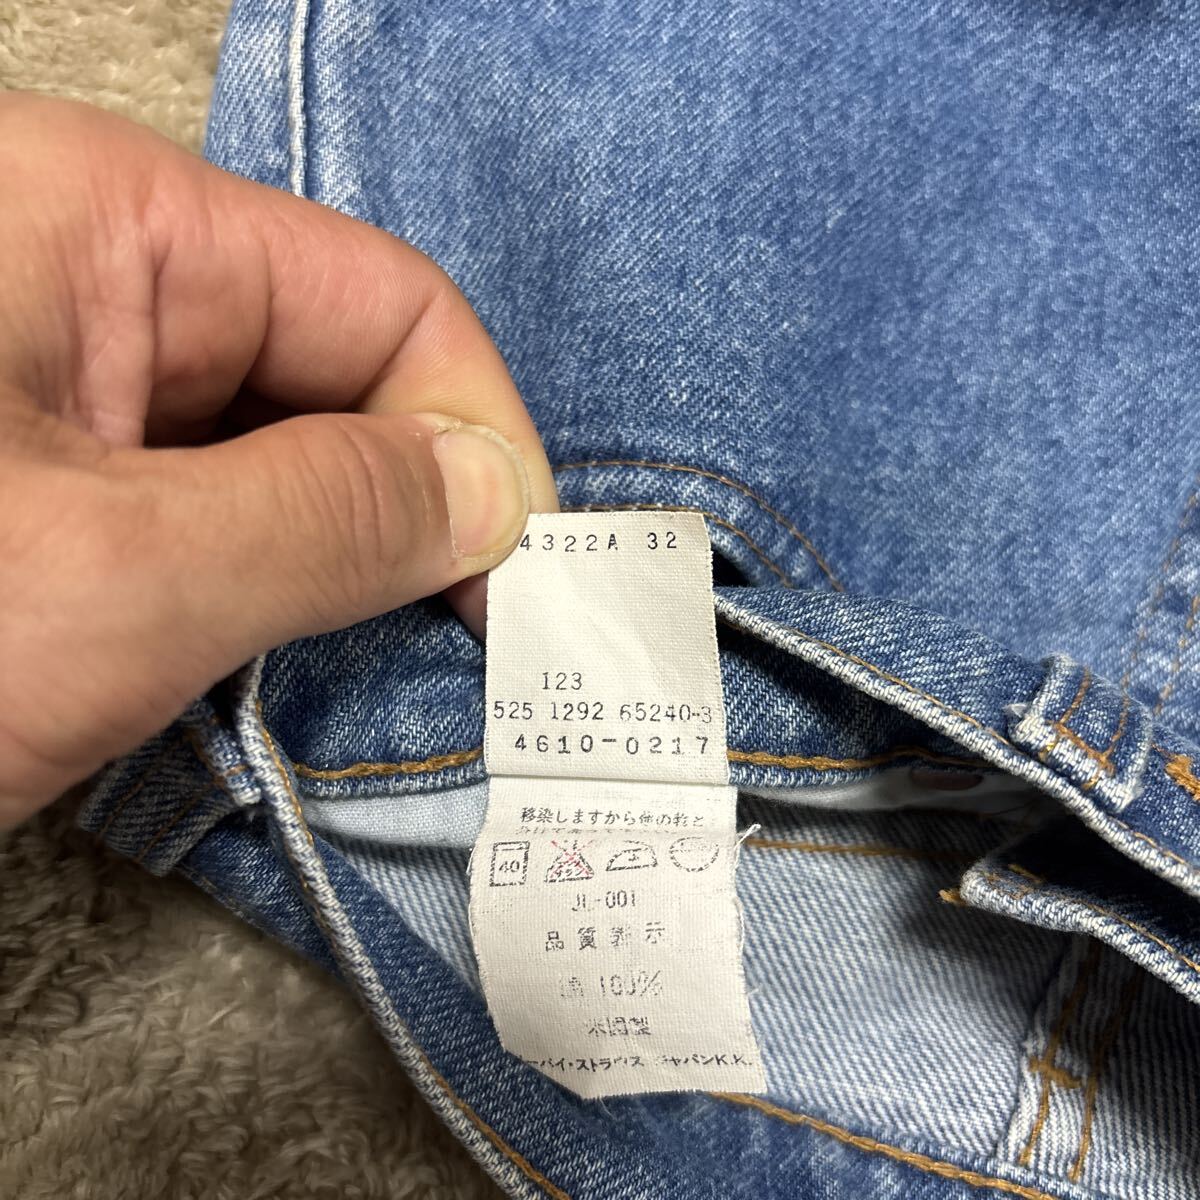 4322A 32
123
525 1292 65240-3
4610-0217
移染しますから他の物と
40
JL-001
品質表示
100%
米国製
ーバイ・ストラウス ジャパンK.K.